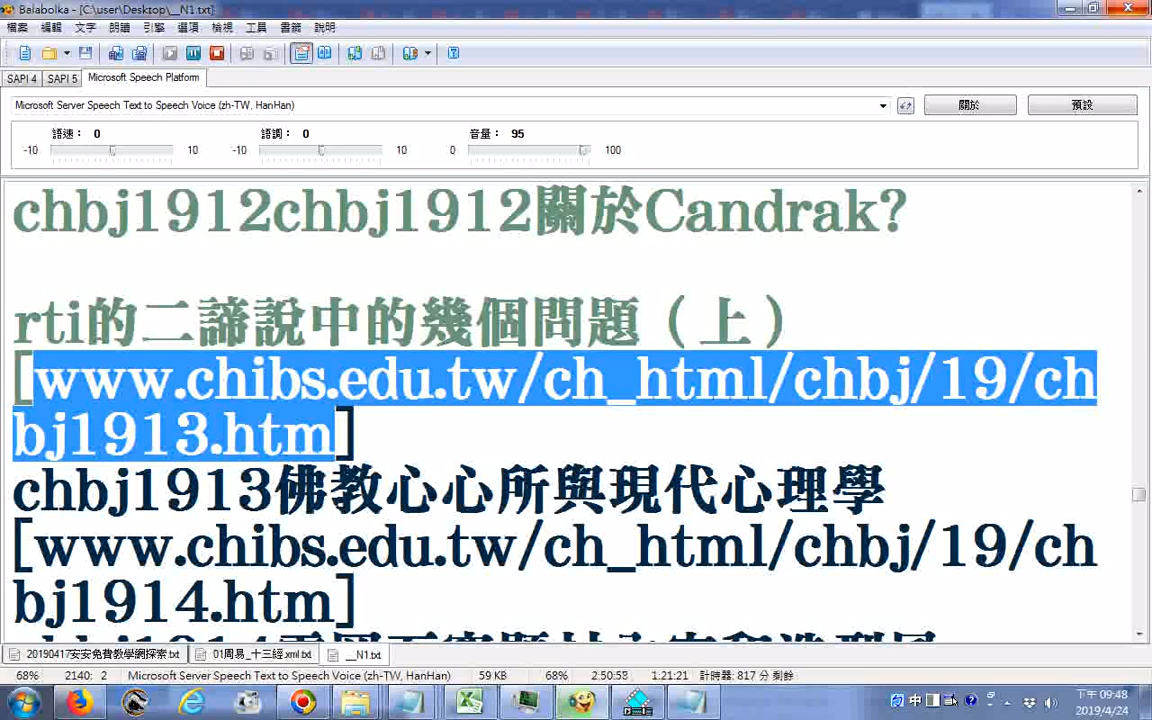 Balabolka - [C:\user\Desktop\__N1.txt]
檔案 編輯 文字 朗讀 引擎 選項 檢視 工具 書籤 說明
SAPI 4 SAPI 5 Microsoft Speech Platform
Microsoft Server Speech Text to Speech Voice (zh-TW, HanHan) 關於 預設
語速： 0 語調： 0 音量： 95
-10 10 -10 10 0 100
chbj1912chbj1912關於Candrak?
rti的二諦說中的幾個問題（上）
[www.chibs.edu.tw/ch_html/chbj/19/ch
bj1913.htm]
chbj1913佛教心心所與現代心理學
[www.chibs.edu.tw/ch_html/chbj/19/ch
bj1914.htm]
20190417安安免費教學網探索.txt 01周易_十三經.xml.txt __N1.txt
68% 2140: 2 Microsoft Server Speech Text to Speech Voice (zh-TW, HanHan) 59 KB 68% 2:50:53 1:21:21 計時器: 817 分 剩餘
中 下午 09:48
2019/4/24